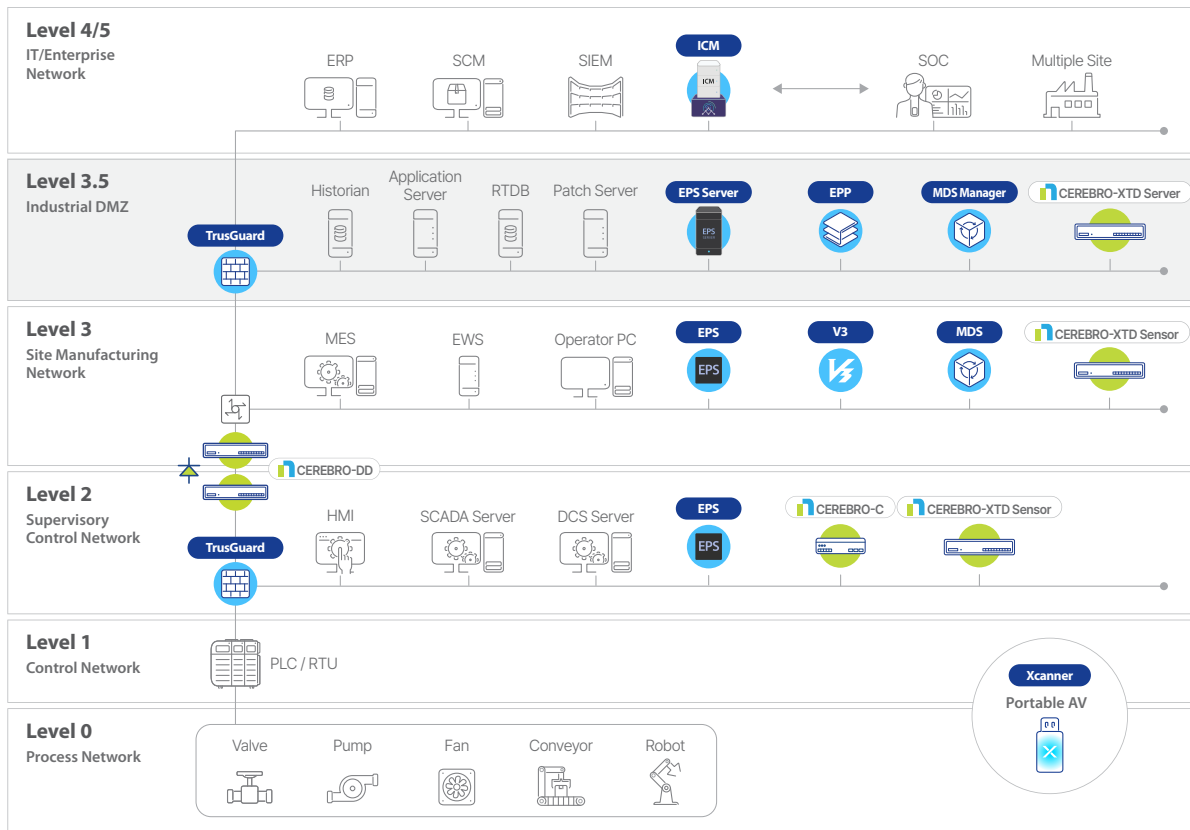 Level 4/5
IT/Enterprise
Network
ERP
SCM
SIEM
ICM
ICM
SOC
Multiple Site
Level 3.5
Industrial DMZ
TrusGuard
Historian
Application
Server
RTDB
Patch Server
EPS Server
EPS
SERVER
EPP
MDS Manager
CEREBRO-XTD Server
Level 3
Site Manufacturing
Network
MES
EWS
Operator PC
EPS
EPS
V3
V3
MDS
CEREBRO-XTD Sensor
CEREBRO-DD
Level 2
Supervisory
Control Network
TrusGuard
HMI
SCADA Server
DCS Server
EPS
EPS
CEREBRO-C
CEREBRO-XTD Sensor
Level 1
Control Network
PLC / RTU
Xcanner
Portable AV
X
Level 0
Process Network
Valve
Pump
Fan
Conveyor
Robot